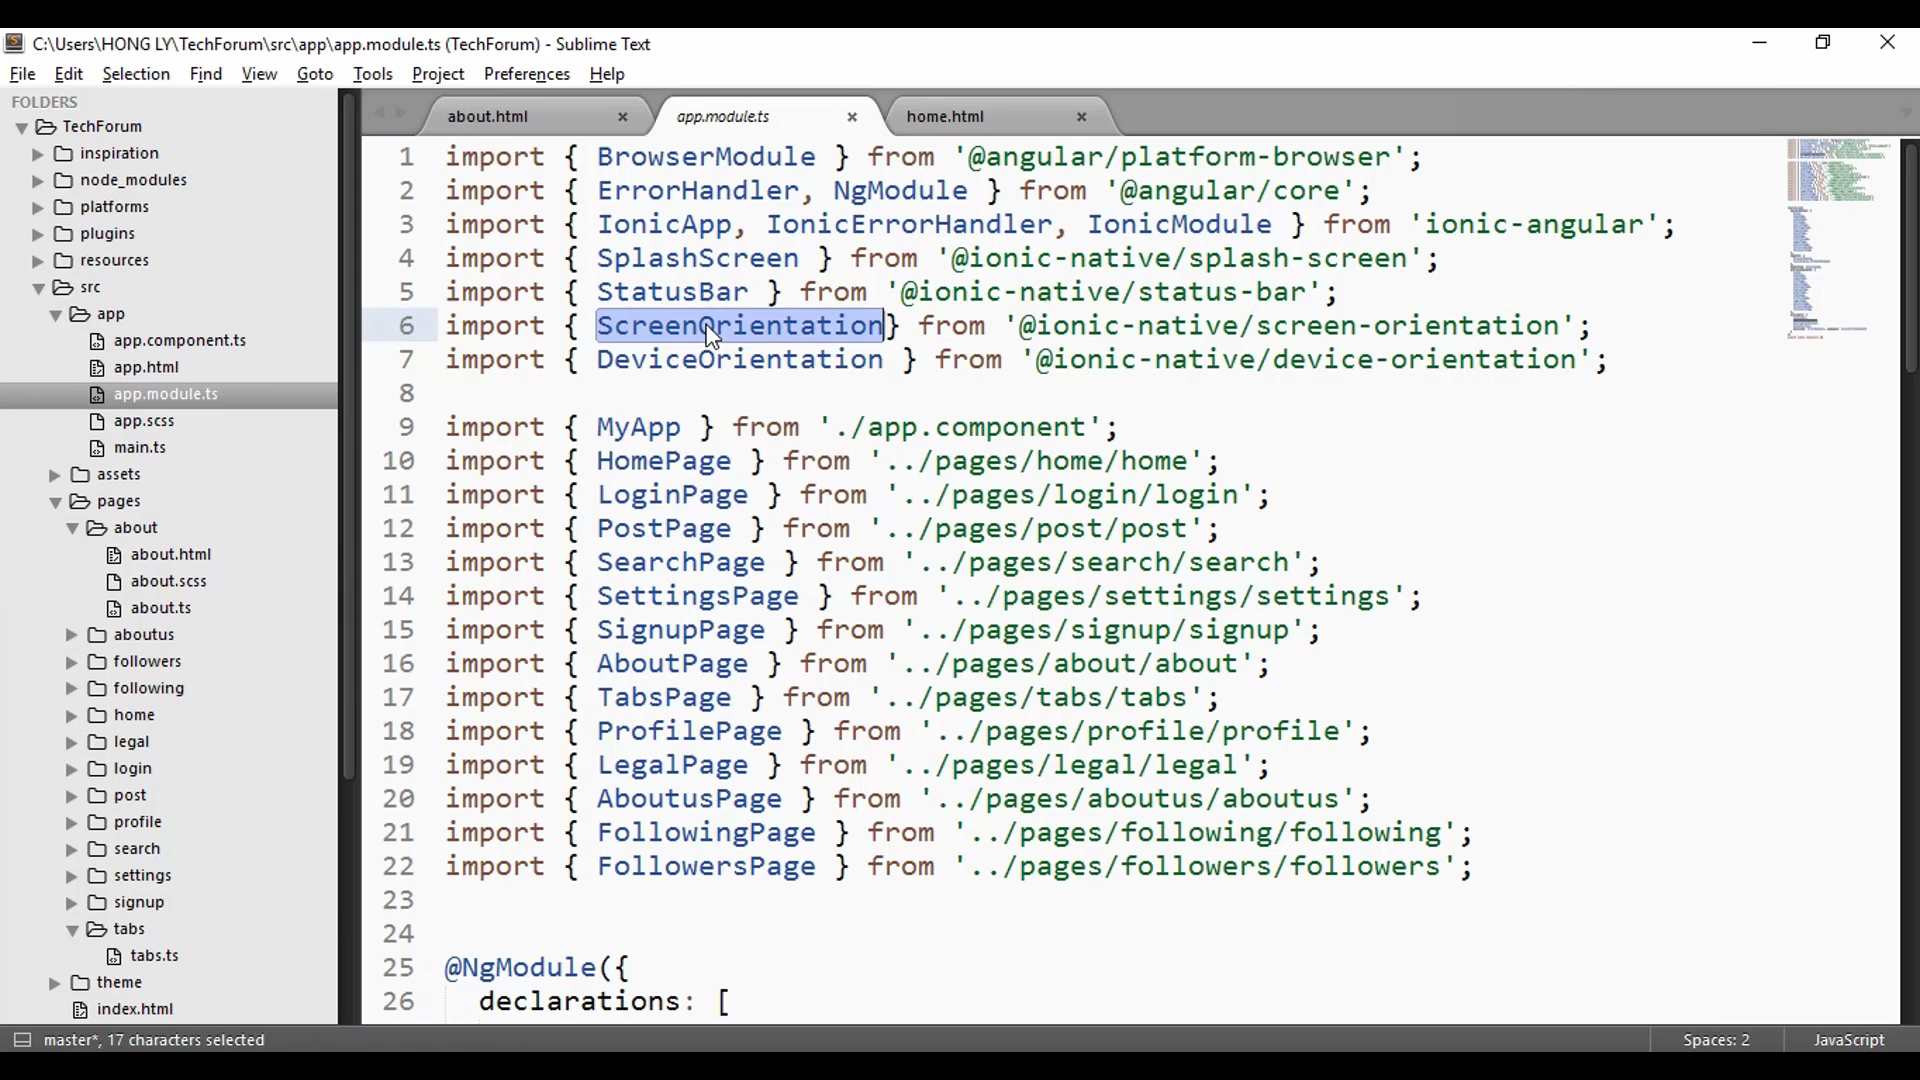 C:\Users\HONG LY\TechForum\src\app\app.module.ts (TechForum) - Sublime Text
File Edit Selection Find View Goto Tools Project Preferences Help
FOLDERS
TechForum
inspiration
node_modules
platforms
plugins
resources
src
app
app.component.ts
app.html
app.module.ts
app.scss
main.ts
assets
pages
about
about.html
about.scss
about.ts
aboutus
followers
following
home
legal
login
post
profile
search
settings
signup
tabs
tabs.ts
theme
index.html
about.html app.module.ts home.html
1 import { BrowserModule } from '@angular/platform-browser';
2 import { ErrorHandler, NgModule } from '@angular/core';
3 import { IonicApp, IonicErrorHandler, IonicModule } from 'ionic-angular';
4 import { SplashScreen } from '@ionic-native/splash-screen';
5 import { StatusBar } from '@ionic-native/status-bar';
6 import { ScreenOrientation} from '@ionic-native/screen-orientation';
7 import { DeviceOrientation } from '@ionic-native/device-orientation';
8
9 import { MyApp } from './app.component';
10 import { HomePage } from '../pages/home/home';
11 import { LoginPage } from '../pages/login/login';
12 import { PostPage } from '../pages/post/post';
13 import { SearchPage } from '../pages/search/search';
14 import { SettingsPage } from '../pages/settings/settings';
15 import { SignupPage } from '../pages/signup/signup';
16 import { AboutPage } from '../pages/about/about';
17 import { TabsPage } from '../pages/tabs/tabs';
18 import { ProfilePage } from '../pages/profile/profile';
19 import { LegalPage } from '../pages/legal/legal';
20 import { AboutusPage } from '../pages/aboutus/aboutus';
21 import { FollowingPage } from '../pages/following/following';
22 import { FollowersPage } from '../pages/followers/followers';
23
24
25 @NgModule({
26 declarations: [
master*, 17 characters selected
Spaces: 2 JavaScript